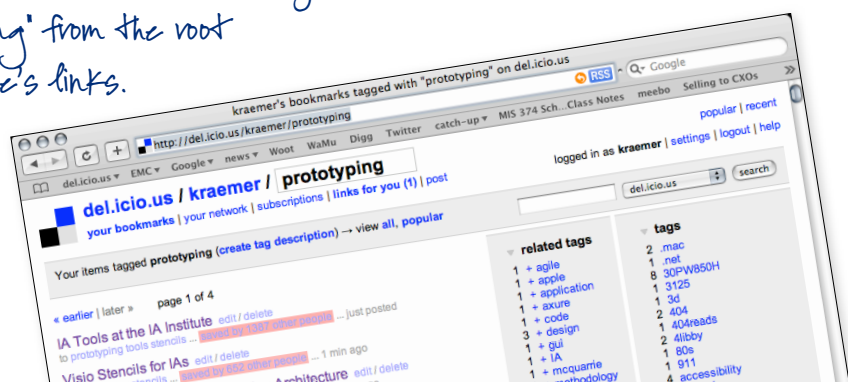 from the root
links.
kraemer's bookmarks tagged with "prototyping" on del.icio.us
http://del.icio.us/kraemer/prototyping
RSS
Google
del.icio.us EMC Google news Woot WaMu Digg Twitter catch-up MIS 374 Sch...Class Notes meebo Selling to CXOs
popular | recent
del.icio.us / kraemer / prototyping
logged in as kraemer | settings | logout | help
your bookmarks | your network | subscriptions | links for you (1) | post
del.icio.us
search
Your items tagged prototyping (create tag description) → view all, popular
« earlier | later » page 1 of 4
IA Tools at the IA Institute edit / delete
to prototyping tools stencils ... saved by 1387 other people ... just posted
Visio Stencils for IAs edit / delete
stencils ... saved by 652 other people ... 1 min ago
Architecture edit / delete
related tags
1 + agile
1 + apple
1 + application
1 + axure
1 + code
3 + design
1 + gui
1 + IA
1 + mcquarrie
methodology
tags
2 .mac
1 .net
8 30PW850H
1 3125
1 3d
2 404
1 404reads
2 4libby
1 80s
1 911
4 accessibility